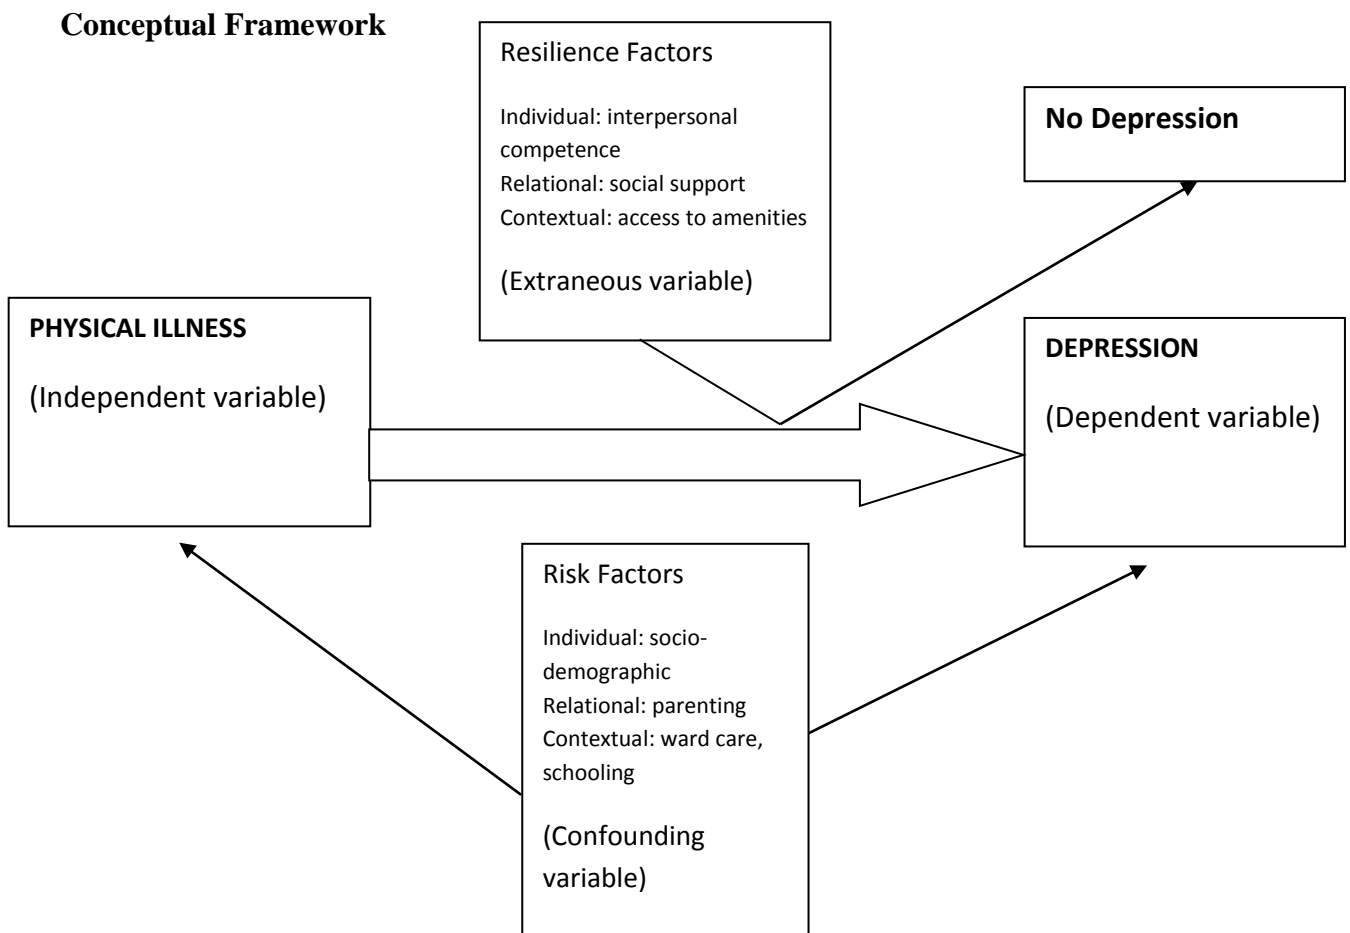 Conceptual Framework
Resilience Factors
Individual: interpersonal
competence
Relational: social support
Contextual: access to amenities
(Extraneous variable)
No Depression
PHYSICAL ILLNESS
(Independent variable)
DEPRESSION
(Dependent variable)
Risk Factors
Individual: socio-
demographic
Relational: parenting
Contextual: ward care,
schooling
(Confounding
variable)